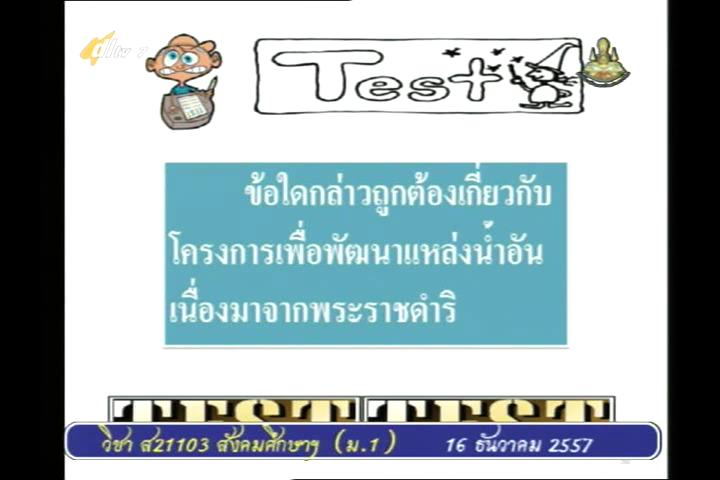 Test
ข้อใดกล่าวถูกต้องเกี่ยวกับ
โครงการเพื่อพัฒนาแหล่งน้ำอัน
เนื่องมาจากพระราชดำริ
TEST TEST
วิชา ส21103 สังคมศึกษาฯ (ม.1) 16 ธันวาคม 2557